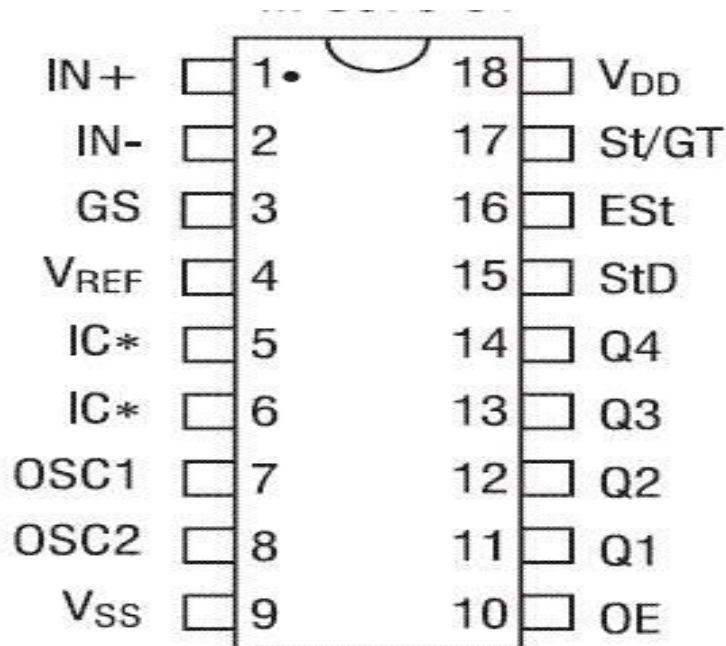 IN+ 1 18 VDD
IN- 2 17 St/GT
GS 3 16 ESt
VREF 4 15 StD
IC* 5 14 Q4
IC* 6 13 Q3
OSC1 7 12 Q2
OSC2 8 11 Q1
VSS 9 10 OE